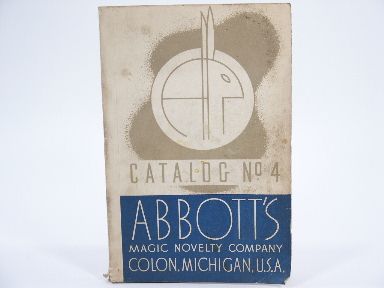 CATALOG No 4
ABBOTT'S
MAGIC NOVELTY COMPANY
COLON, MICHIGAN, U.S.A.